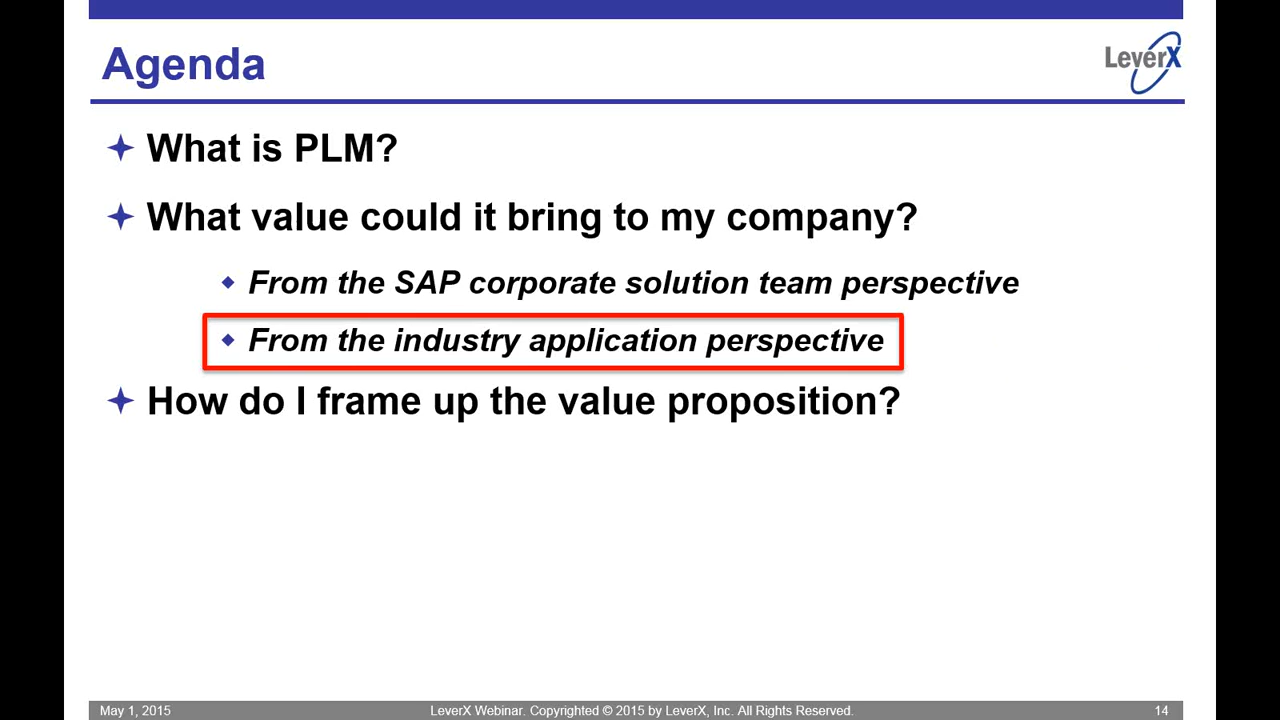 Agenda
LeverX
What is PLM?
What value could it bring to my company?
From the SAP corporate solution team perspective
From the industry application perspective
How do I frame up the value proposition?
May 1, 2015
LeverX Webinar. Copyrighted © 2015 by LeverX, Inc. All Rights Reserved.
14